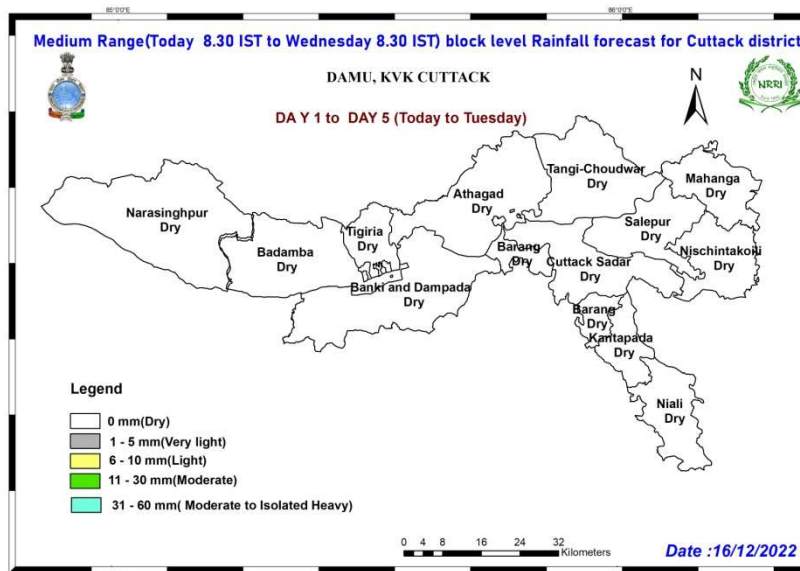 85°0'0"E
86°0'0"E
Medium Range(Today 8.30 IST to Wednesday 8.30 IST) block level Rainfall forecast for Cuttack district
DAMU, KVK CUTTACK
N
NRRI
DA Y 1 to DAY 5 (Today to Tuesday)
Tangi-Choudwar
Dry
Mahanga
Dry
Athagad
Dry
Narasinghpur
Dry
Salepur
Dry
Tigiria
Dry
Badamba
Dry
Barang
Dry
Cuttack Sadar
Dry
Nischintakoili
Dry
Banki and Dampada
Dry
Barang
Dry
Kantapada
Dry
Niali
Dry
Legend
0 mm(Dry)
1 - 5 mm(Very light)
6 - 10 mm(Light)
11 - 30 mm(Moderate)
31 - 60 mm( Moderate to Isolated Heavy)
0 2 4 8 16 24 32
Kilometers
Date :16/12/2022